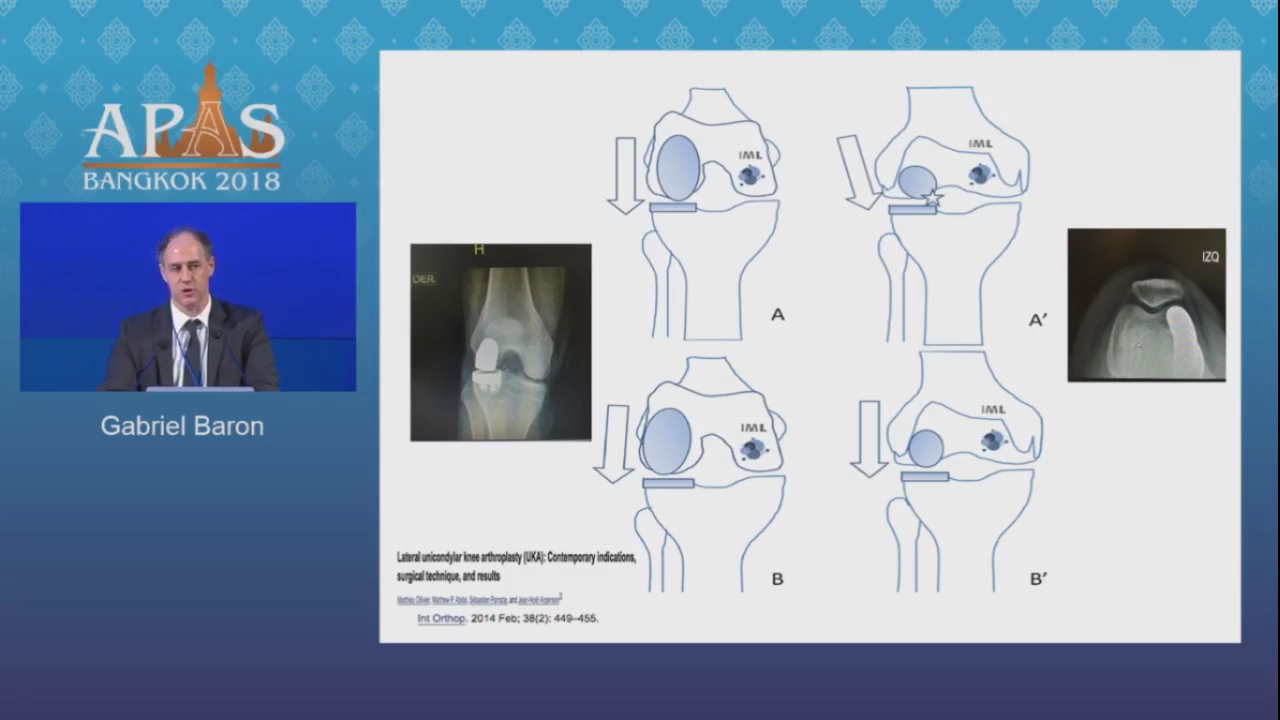 APAS
BANGKOK 2018
Gabriel Baron
H
DER
IML
A
IML
A′
IZQ
IML
B
IML
B′
Lateral unicondylar knee arthroplasty (UKA): Contemporary indications,
surgical technique, and results
Int Orthop. 2014 Feb; 38(2): 449–455.